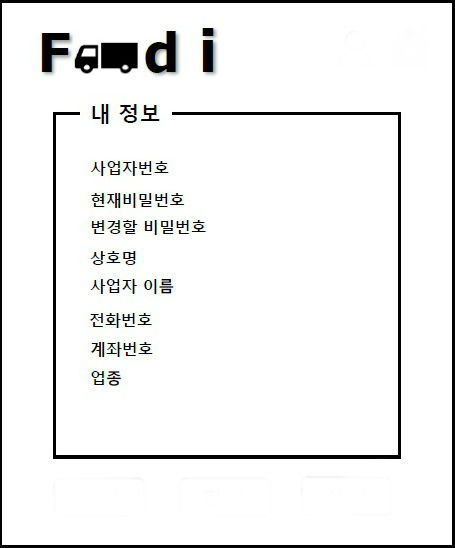 Foodi
내 정보
사업자번호
현재비밀번호
변경할 비밀번호
상호명
사업자 이름
전화번호
계좌번호
업종